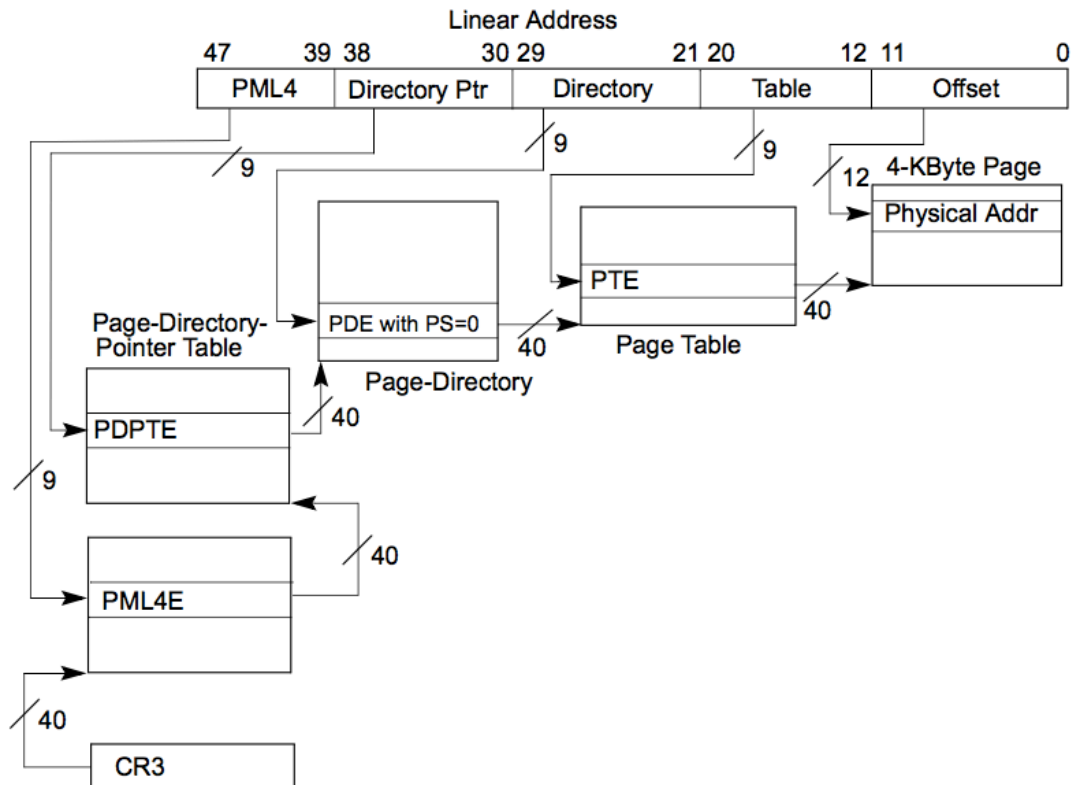 Linear Address
47 39 38 30 29 21 20 12 11 0
PML4 Directory Ptr Directory Table Offset
9 9 9 12 4-KByte Page
Physical Addr
PTE
40
Page-Directory-
Pointer Table
PDE with PS=0
40
Page Table
Page-Directory
40
PDPTE
9
40
PML4E
40
CR3